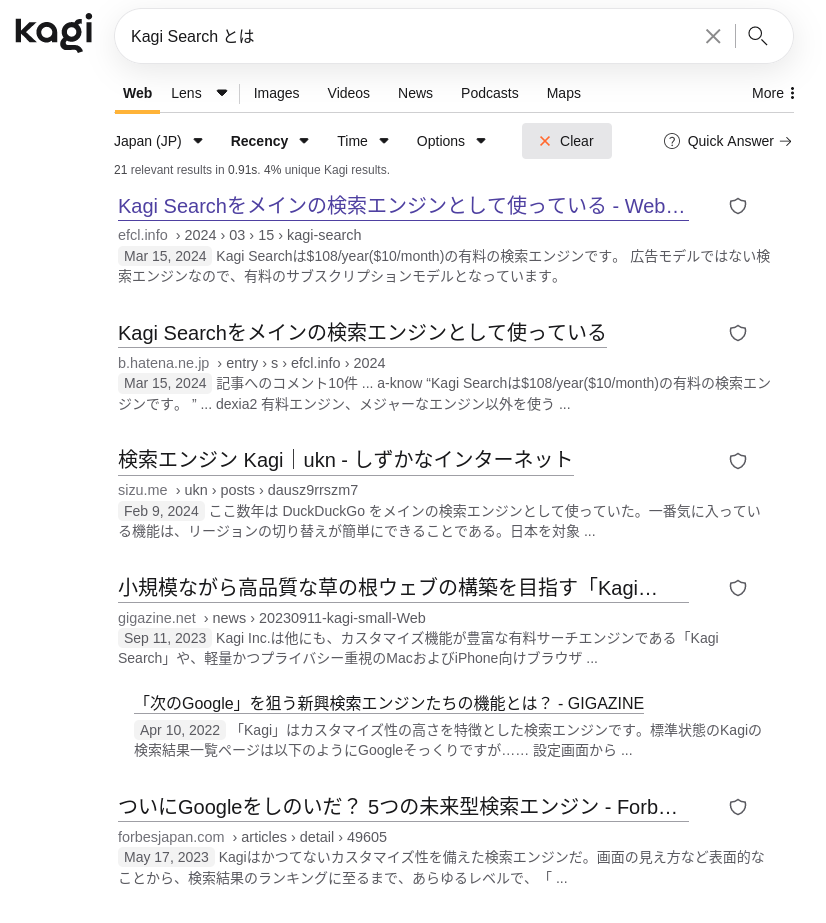 kagi
Kagi Search とは
Web Lens Images Videos News Podcasts Maps More
Japan (JP) Recency Time Options Clear Quick Answer
21 relevant results in 0.91s. 4% unique Kagi results.
Kagi Searchをメインの検索エンジンとして使っている - Web…
efcl.info › 2024 › 03 › 15 › kagi-search
Mar 15, 2024 Kagi Searchは$108/year($10/month)の有料の検索エンジンです。 広告モデルではない検
索エンジンなので、有料のサブスクリプションモデルとなっています。
Kagi Searchをメインの検索エンジンとして使っている
b.hatena.ne.jp › entry › s › efcl.info › 2024
Mar 15, 2024 記事へのコメント10件 ... a-know “Kagi Searchは$108/year($10/month)の有料の検索エン
ジンです。 ” ... dexia2 有料エンジン、メジャーなエンジン以外を使う ...
検索エンジン Kagi｜ukn - しずかなインターネット
sizu.me › ukn › posts › dausz9rrszm7
Feb 9, 2024 ここ数年は DuckDuckGo をメインの検索エンジンとして使っていた。一番気に入ってい
る機能は、リージョンの切り替えが簡単にできることである。日本を対象 ...
小規模ながら高品質な草の根ウェブの構築を目指す「Kagi…
gigazine.net › news › 20230911-kagi-small-Web
Sep 11, 2023 Kagi Inc.は他にも、カスタマイズ機能が豊富な有料サーチエンジンである「Kagi
Search」や、軽量かつプライバシー重視のMacおよびiPhone向けブラウザ ...
「次のGoogle」を狙う新興検索エンジンたちの機能とは？ - GIGAZINE
Apr 10, 2022 「Kagi」はカスタマイズ性の高さを特徴とした検索エンジンです。標準状態のKagiの
検索結果一覧ページは以下のようにGoogleそっくりですが…… 設定画面から ...
ついにGoogleをしのいだ？ 5つの未来型検索エンジン - Forb…
forbesjapan.com › articles › detail › 49605
May 17, 2023 Kagiはかつてないカスタマイズ性を備えた検索エンジンだ。画面の見え方など表面的な
ことから、検索結果のランキングに至るまで、あらゆるレベルで、「 ...